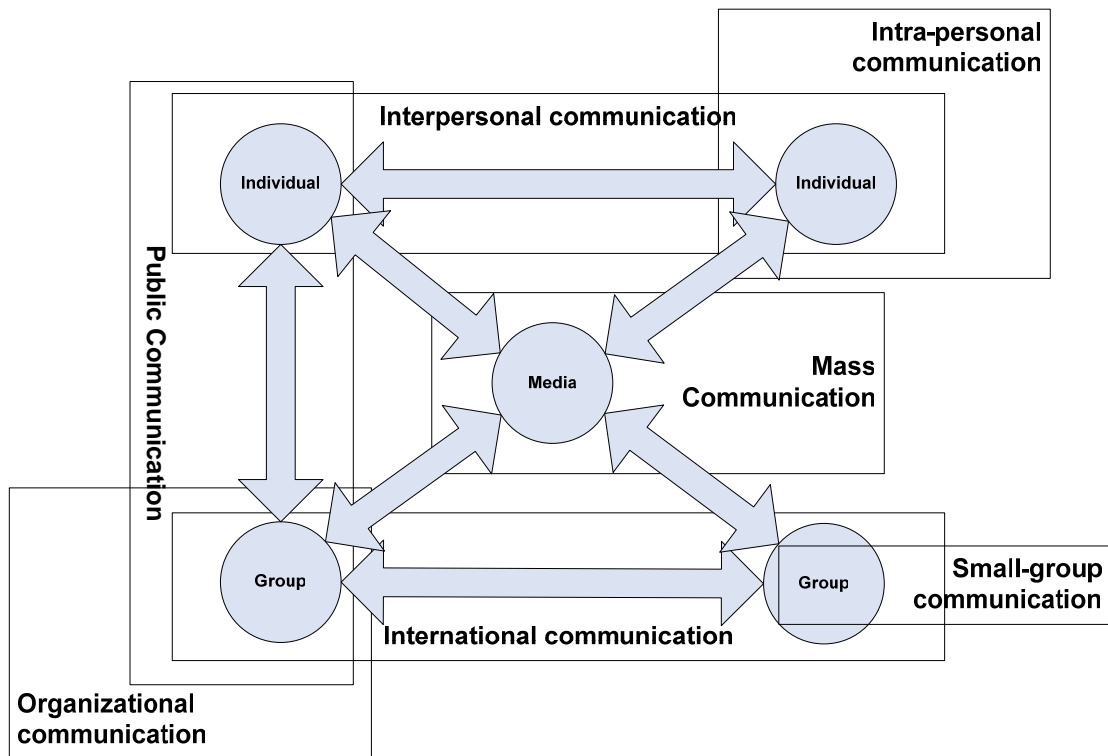 Intra-personal
communication
Interpersonal communication
Individual
Individual
Public Communication
Media
Mass
Communication
Group
Group
Small-group
communication
International communication
Organizational
communication